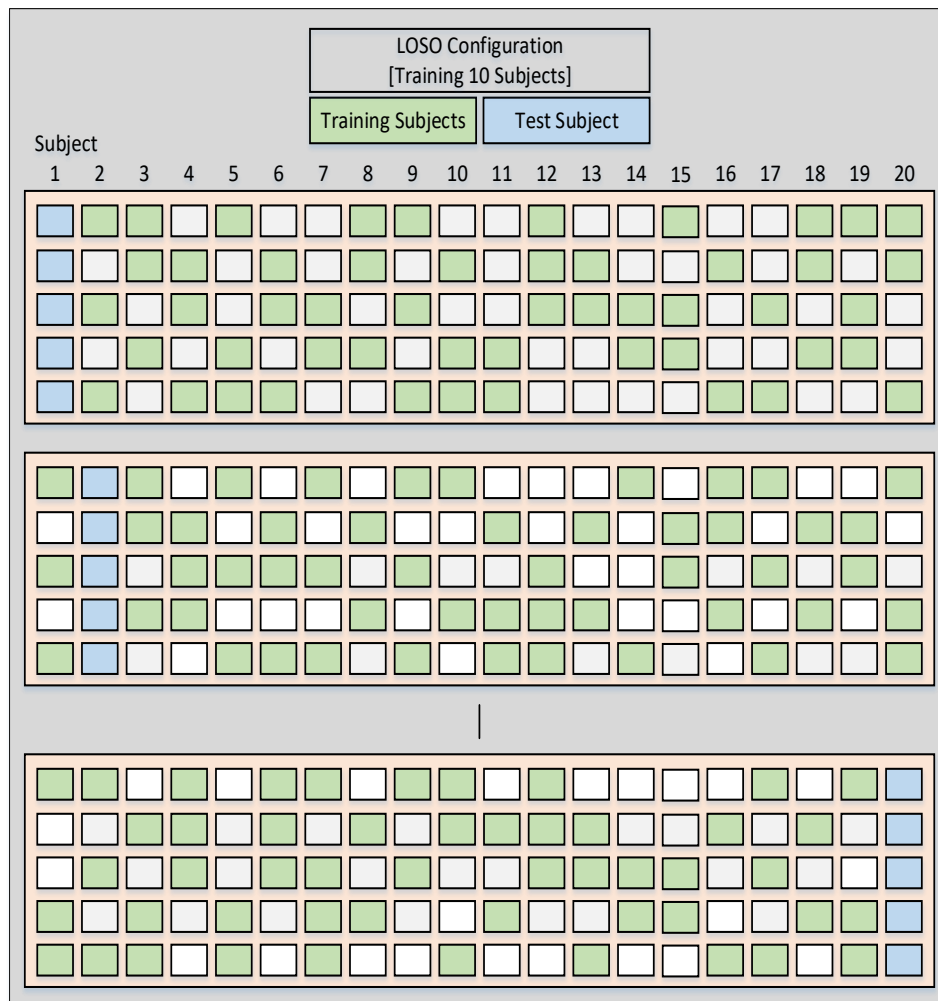 LOSO Configuration
[Training 10 Subjects]
Training Subjects Test Subject
Subject
1 2 3 4 5 6 7 8 9 10 11 12 13 14 15 16 17 18 19 20